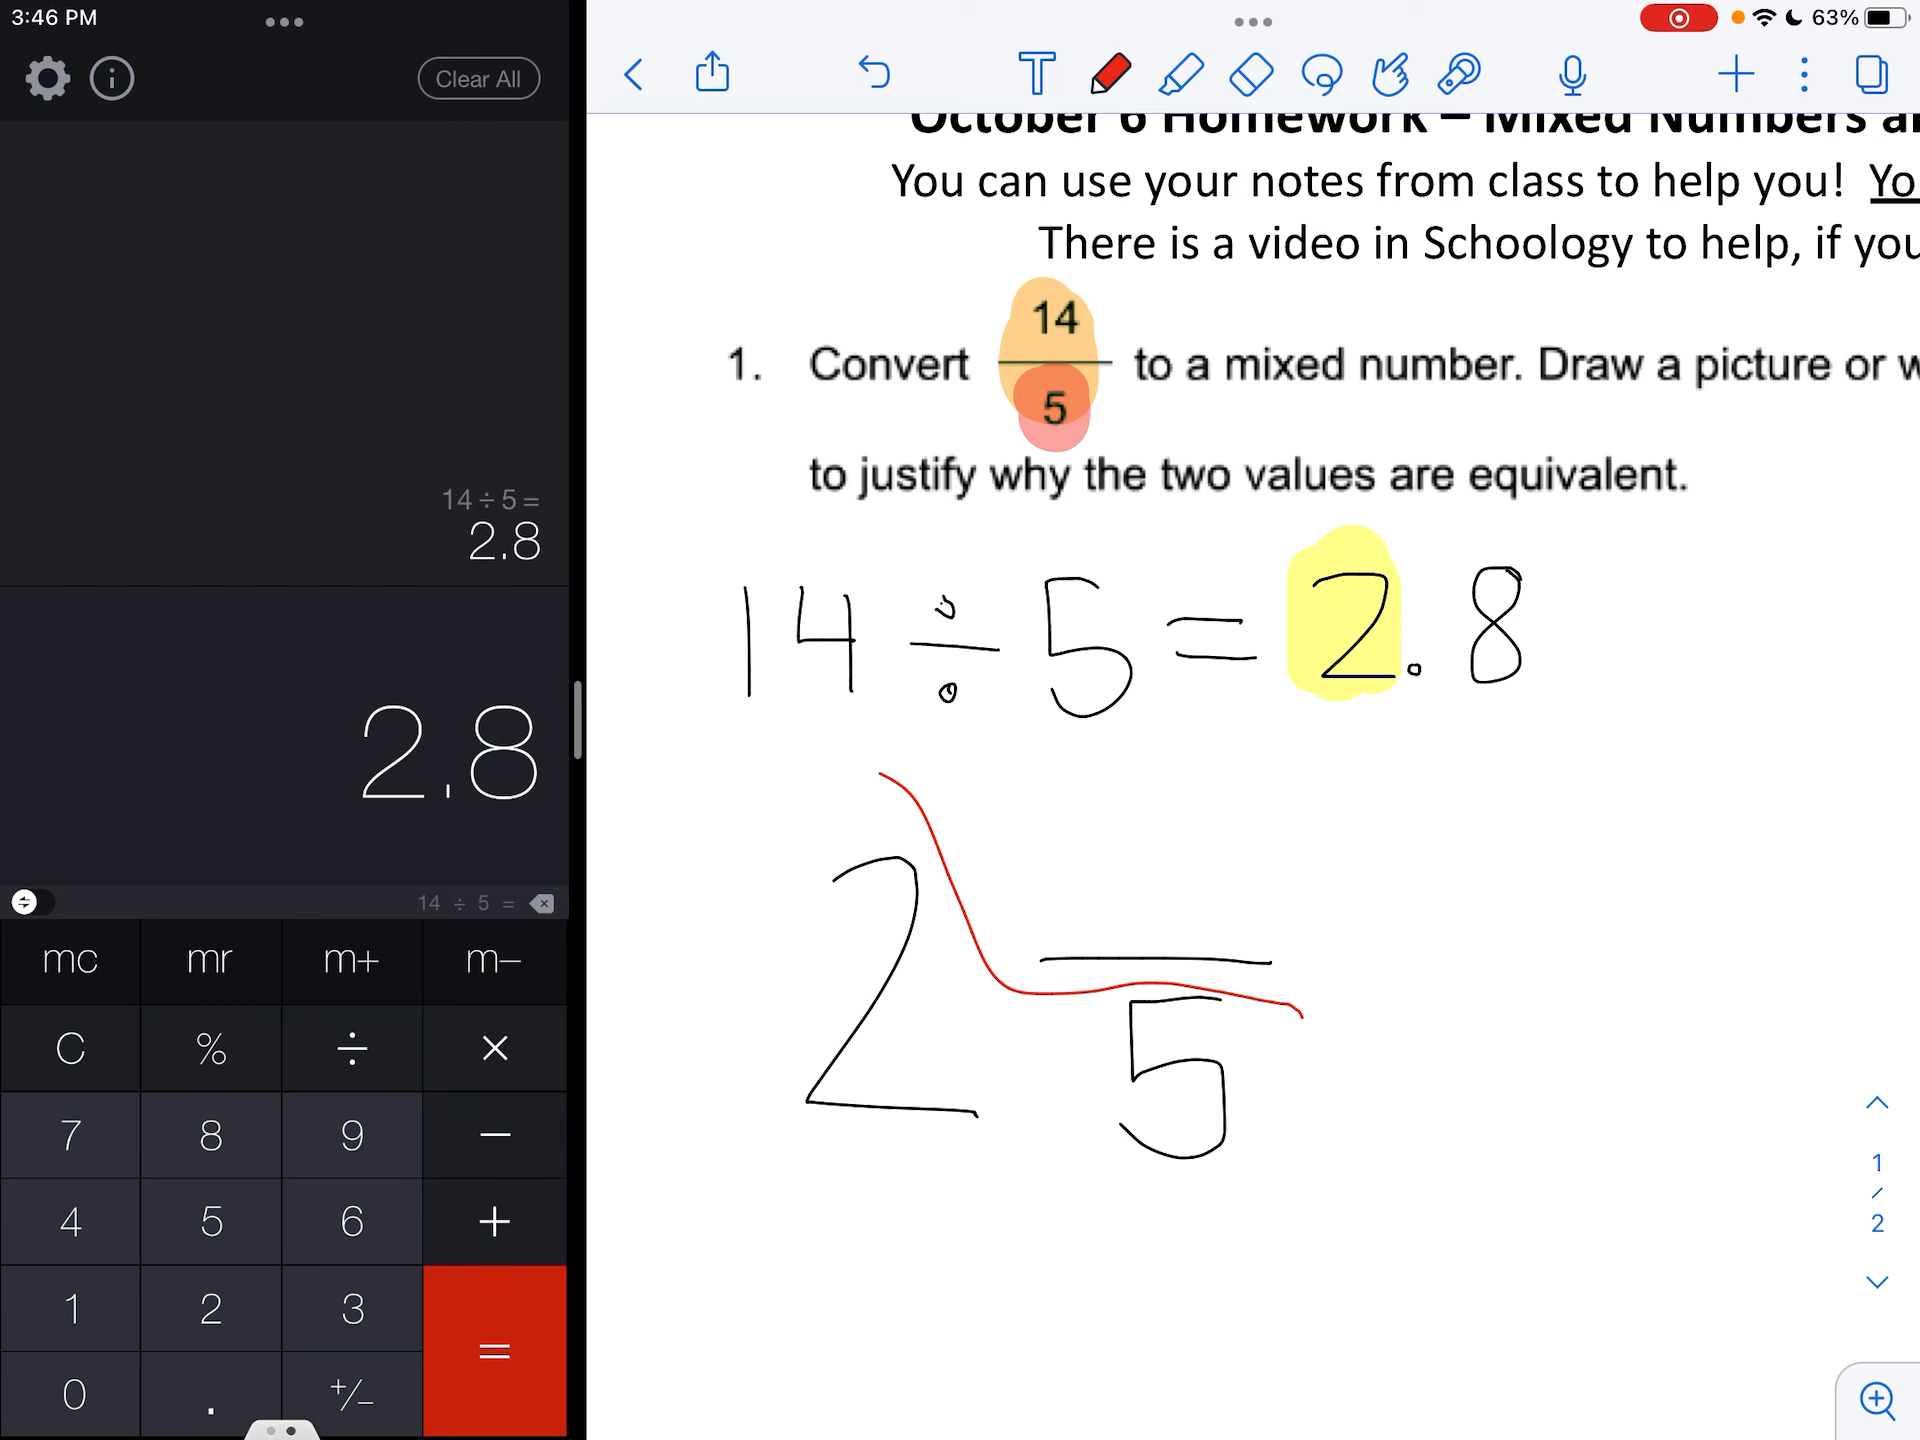 3:46 PM
63%
Clear All
14 ÷ 5 =
2.8
2.8
14 ÷ 5 =
mc mr m+ m−
C % ÷ ×
7 8 9 −
4 5 6 +
1 2 3 =
0 . +/−
T
October 6 Homework – Mixed Numbers
You can use your notes from class to help you! Yo
There is a video in Schoology to help, if you
1. Convert 14/5 to a mixed number. Draw a picture or w
to justify why the two values are equivalent.
14 ÷ 5 = 2.8
2 —
5
1
/
2